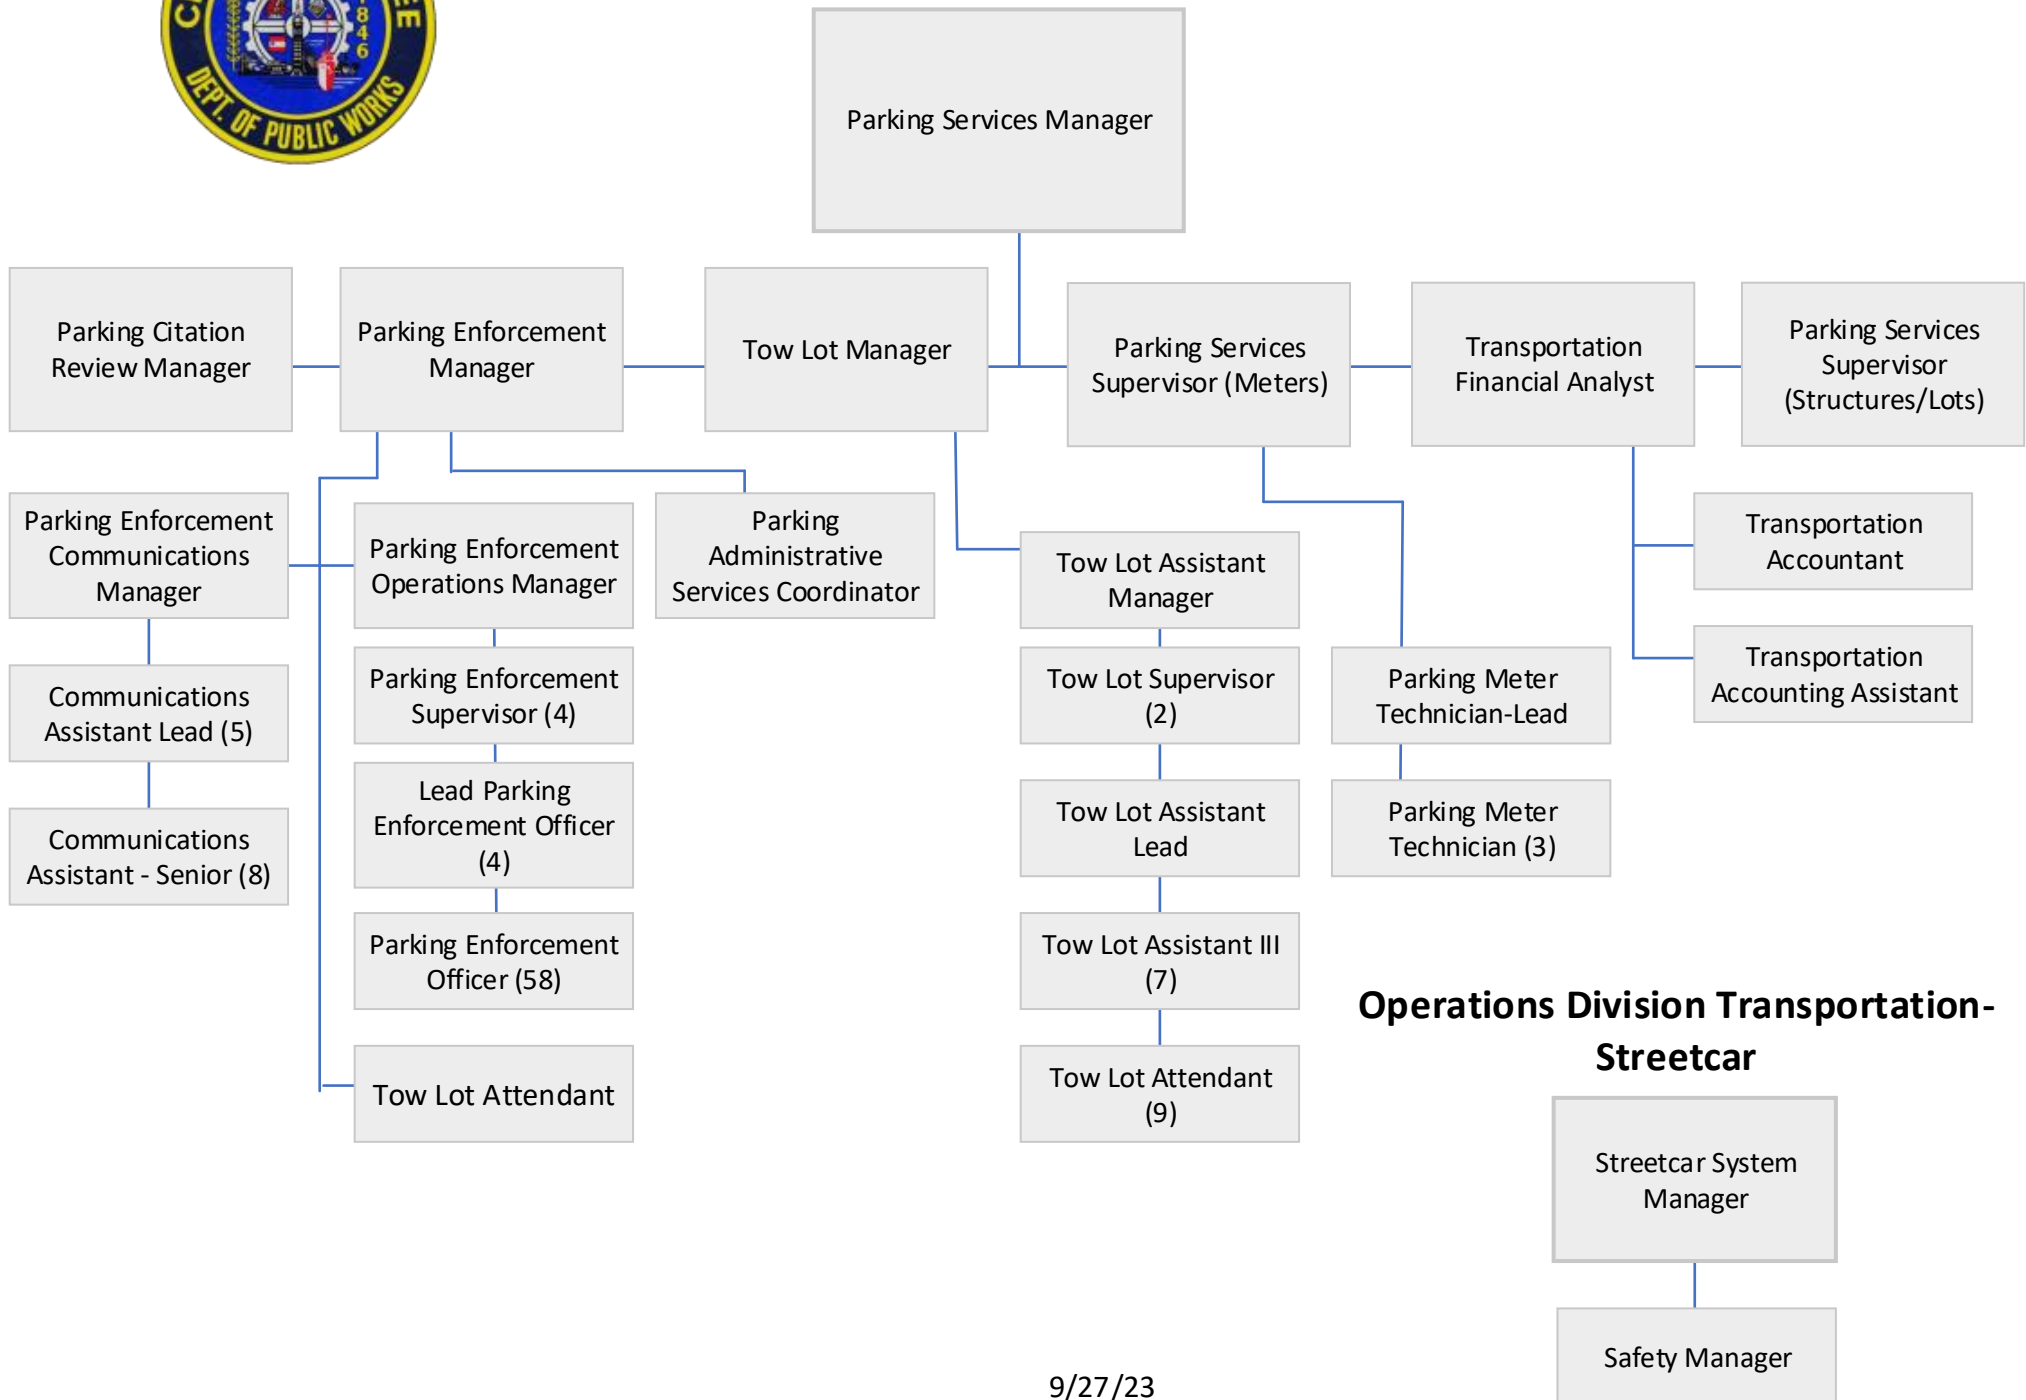 1846
DEPT. OF PUBLIC WORKS
Parking Services Manager
Parking Citation
Review Manager
Parking Enforcement
Manager
Tow Lot Manager
Parking Services
Supervisor (Meters)
Transportation
Financial Analyst
Parking Services
Supervisor
(Structures/Lots)
Parking Enforcement
Communications
Manager
Parking Enforcement
Operations Manager
Parking
Administrative
Services Coordinator
Tow Lot Assistant
Manager
Transportation
Accountant
Communications
Assistant Lead (5)
Parking Enforcement
Supervisor (4)
Tow Lot Supervisor
(2)
Parking Meter
Technician-Lead
Transportation
Accounting Assistant
Communications
Assistant - Senior (8)
Lead Parking
Enforcement Officer
(4)
Tow Lot Assistant
Lead
Parking Meter
Technician (3)
Parking Enforcement
Officer (58)
Tow Lot Assistant III
(7)
Tow Lot Attendant
Tow Lot Attendant
(9)
Operations Division Transportation-
Streetcar
Streetcar System
Manager
Safety Manager
9/27/23